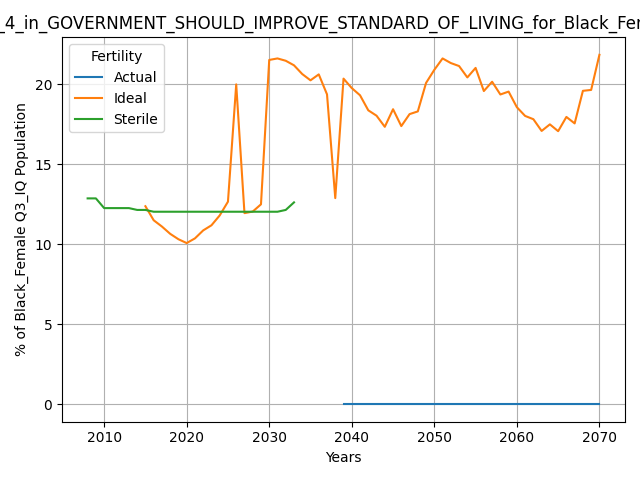 _4_in_GOVERNMENT_SHOULD_IMPROVE_STANDARD_OF_LIVING_for_Black_Fe
Fertility
Actual
Ideal
Sterile
% of Black_Female Q3_IQ Population
20
15
10
5
0
2010 2020 2030 2040 2050 2060 2070
Years